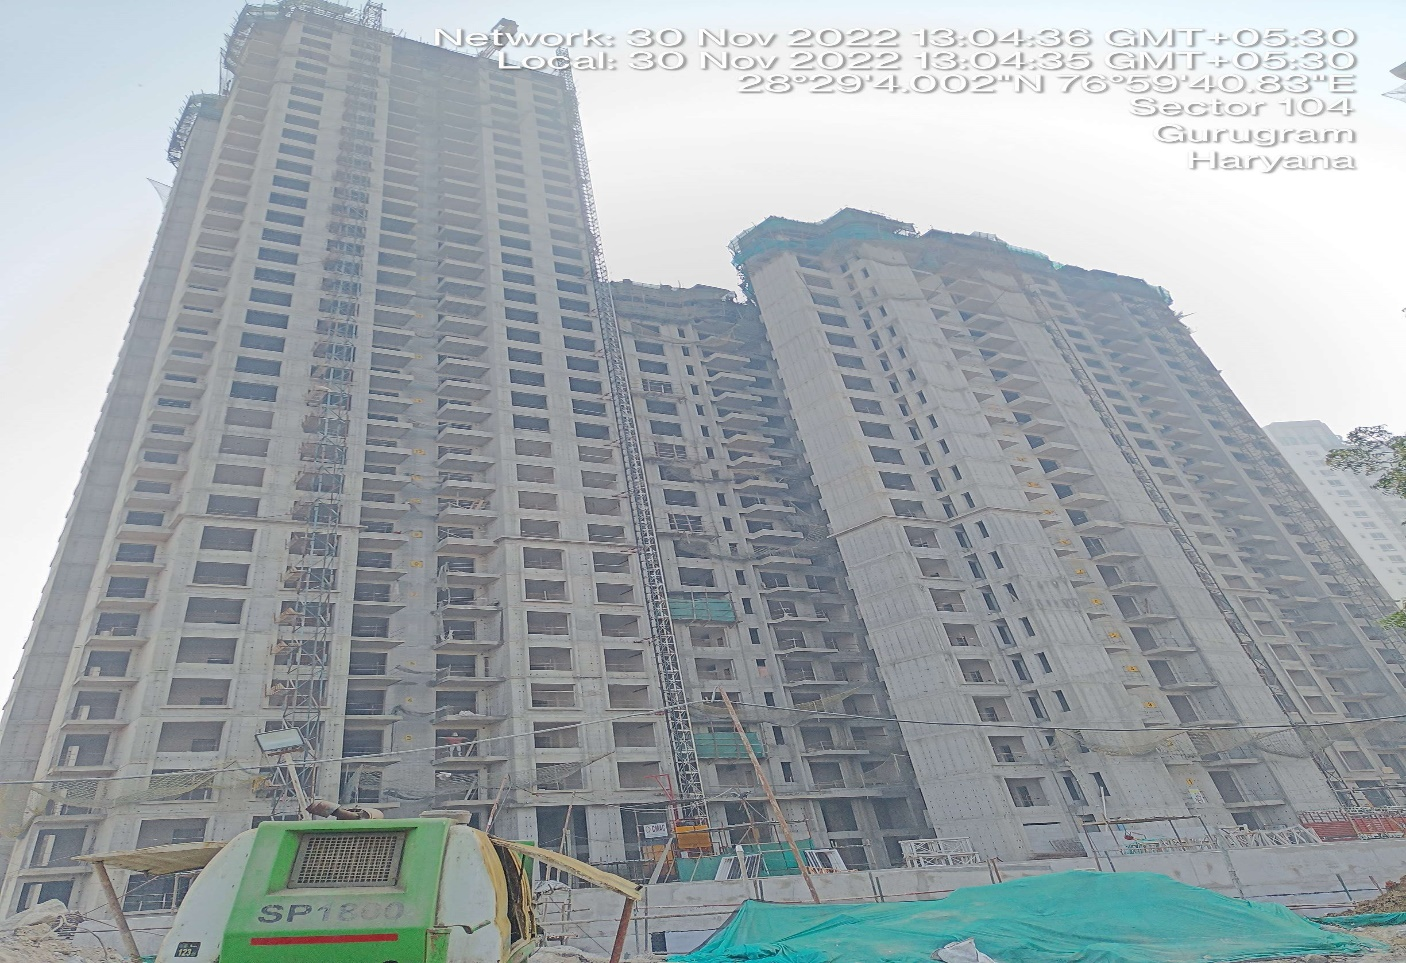 Network: 30 Nov 2022 13:04:36 GMT+05:30
Local: 30 Nov 2022 13:04:35 GMT+05:30
28°29'4.002"N 76°59'40.83"E
Sector 104
Gurugram
Haryana
SP1800
123